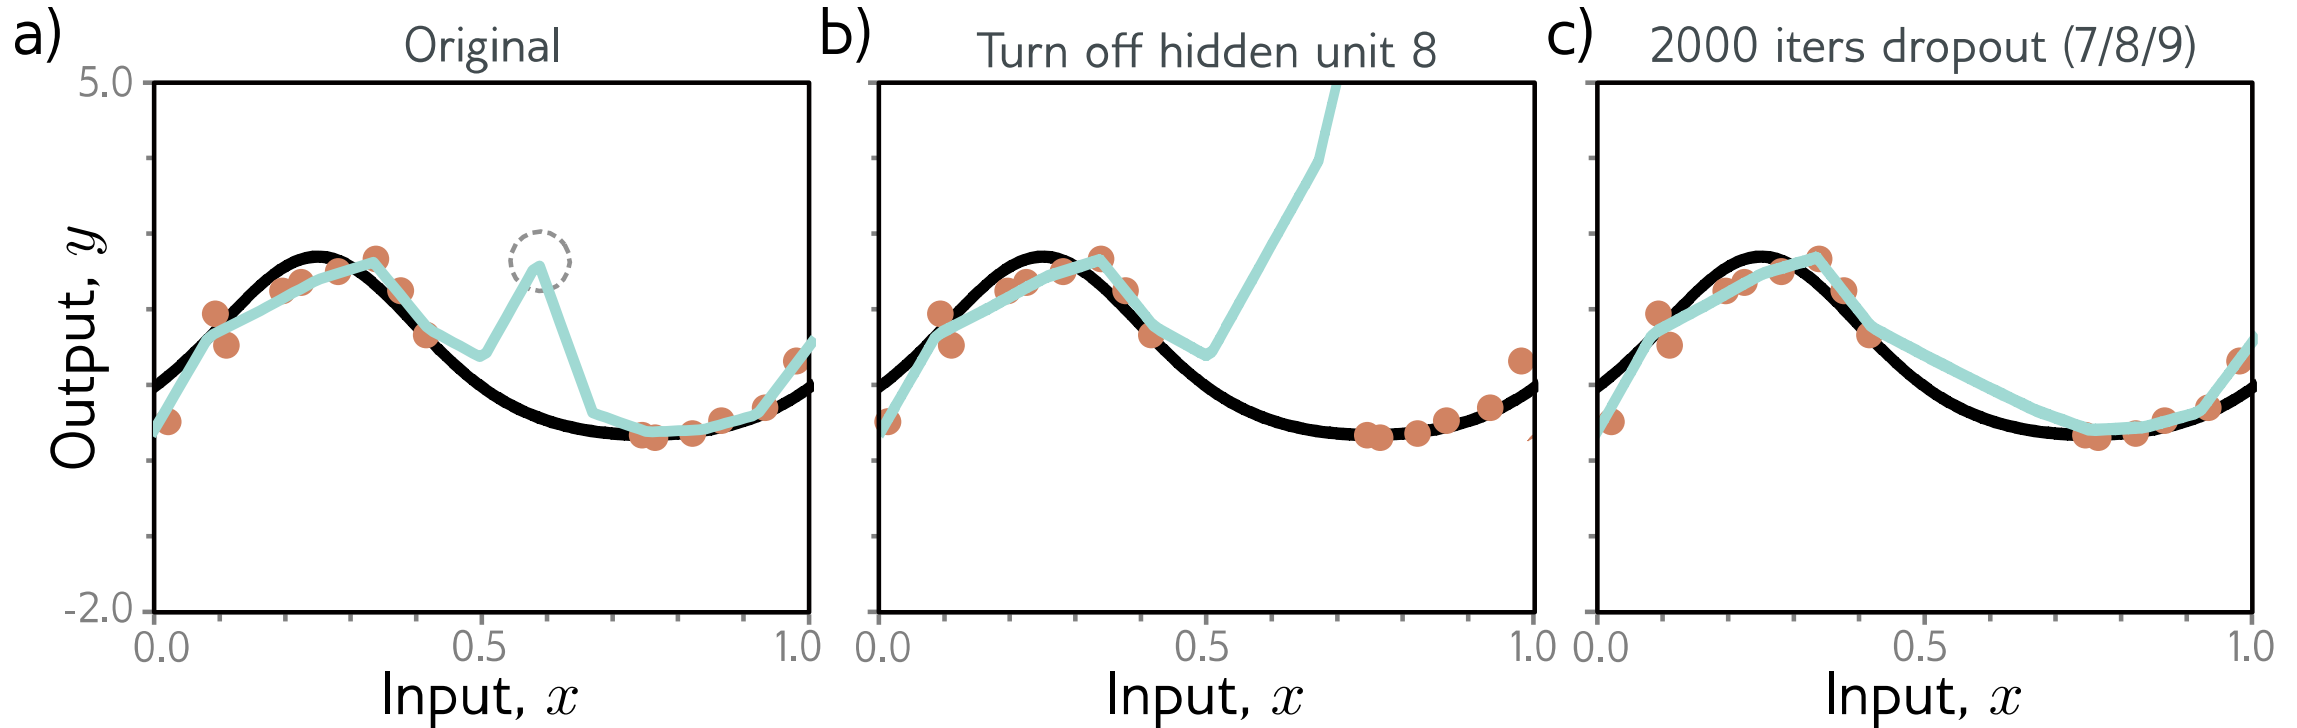 a)
Original
5.0
-2.0
Output, y
0.0
0.5
1.0
Input, x
b)
Turn off hidden unit 8
0.0
0.5
1.0
Input, x
c)
2000 iters dropout (7/8/9)
0.0
0.5
1.0
Input, x